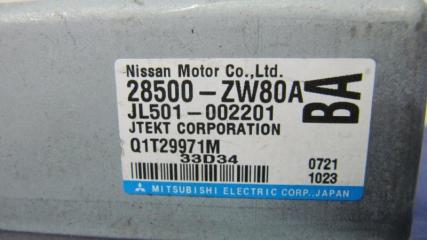 Nissan Motor Co.,Ltd.
28500-ZW80A
BA
JL501-002201
JTEKT CORPORATION
Q1T29971M
33D34
0721
1023
MITSUBISHI ELECTRIC CORP., JAPAN